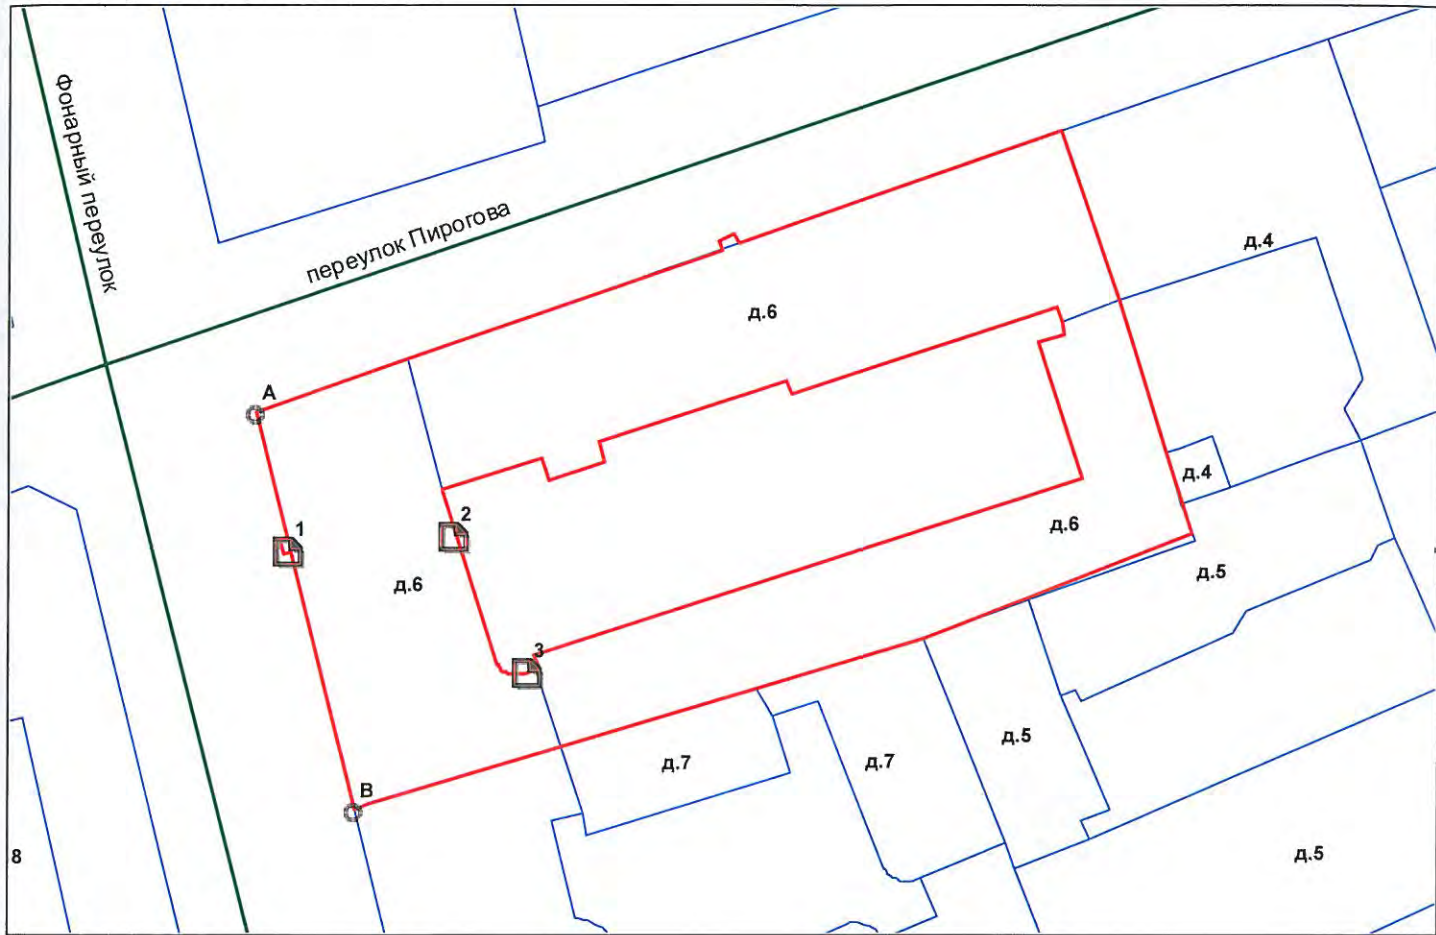 Фонарный переулок
переулок Пирогова
д.4
д.6
А
д.4
2
1
д.6
д.5
д.6
3
д.5
д.7
д.7
В
8
д.5